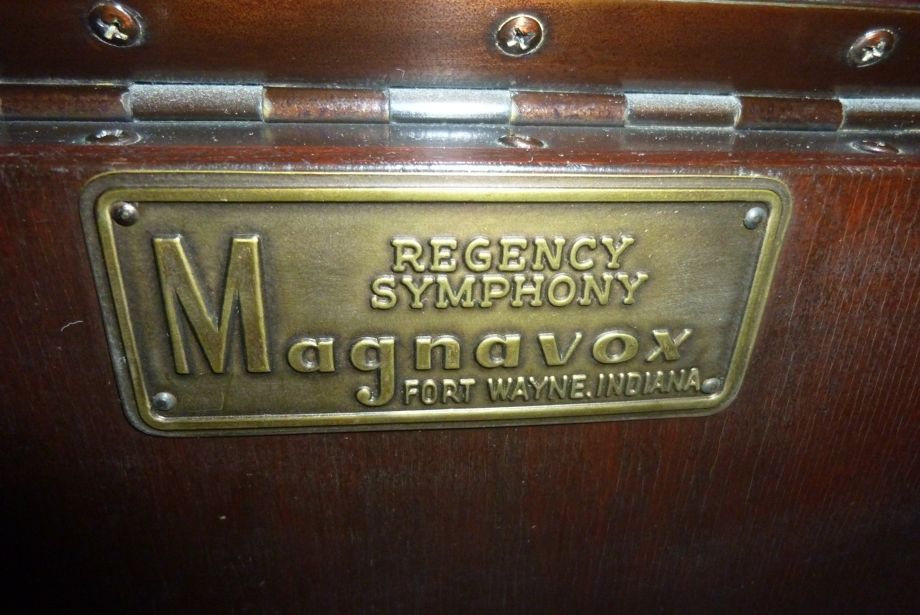 REGENCY
SYMPHONY
Magnavox
FORT WAYNE, INDIANA